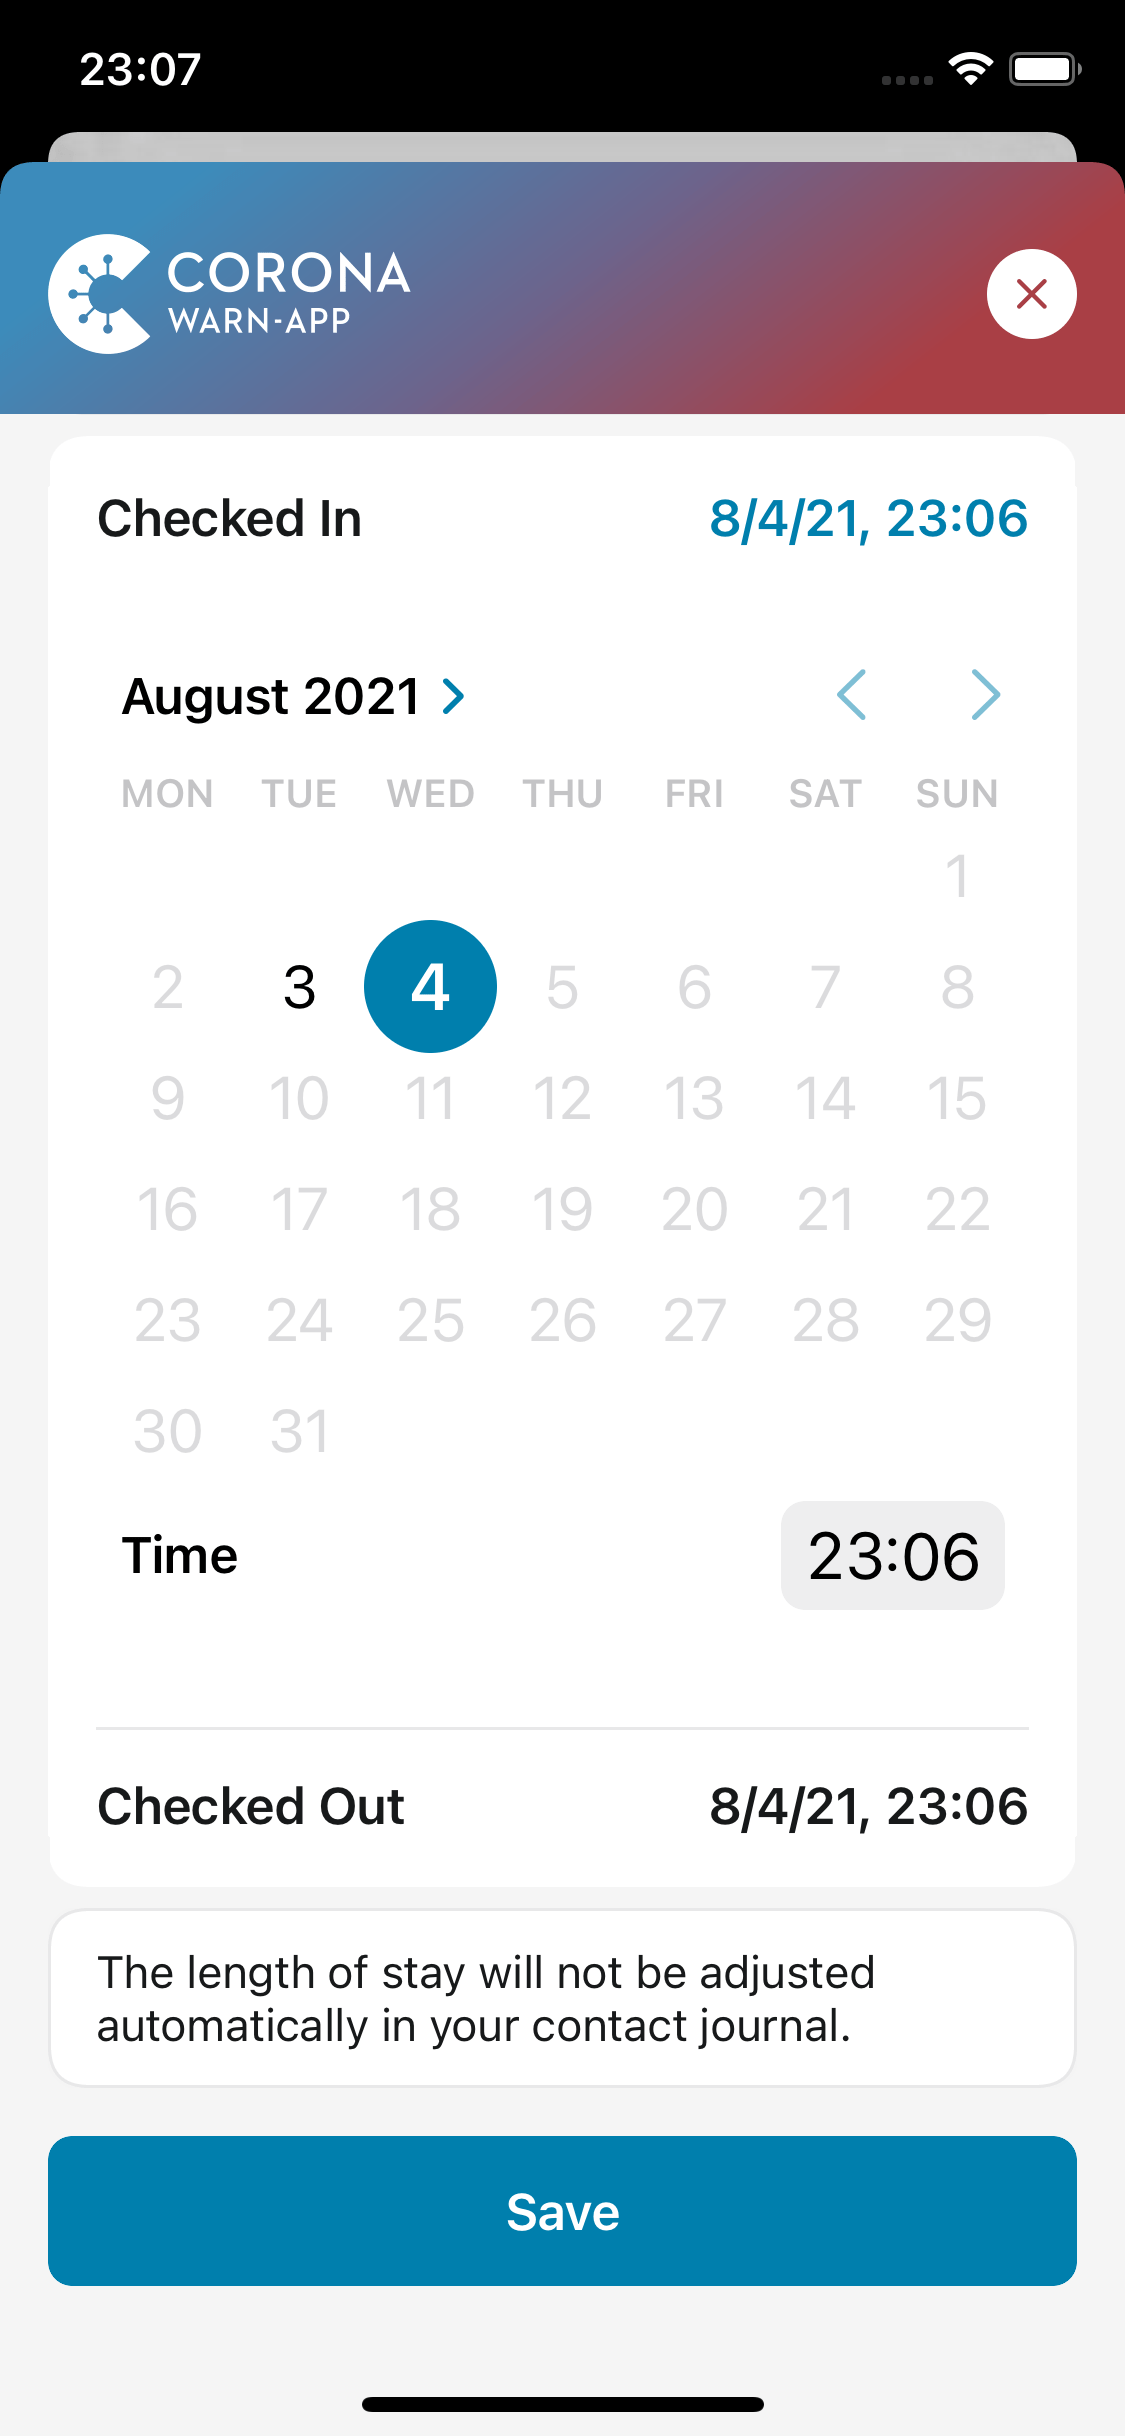 23:07
CORONA
WARN-APP
Checked In 8/4/21, 23:06
August 2021
MON TUE WED THU FRI SAT SUN
1
2 3 4 5 6 7 8
9 10 11 12 13 14 15
16 17 18 19 20 21 22
23 24 25 26 27 28 29
30 31
Time 23:06
Checked Out 8/4/21, 23:06
The length of stay will not be adjusted
automatically in your contact journal.
Save